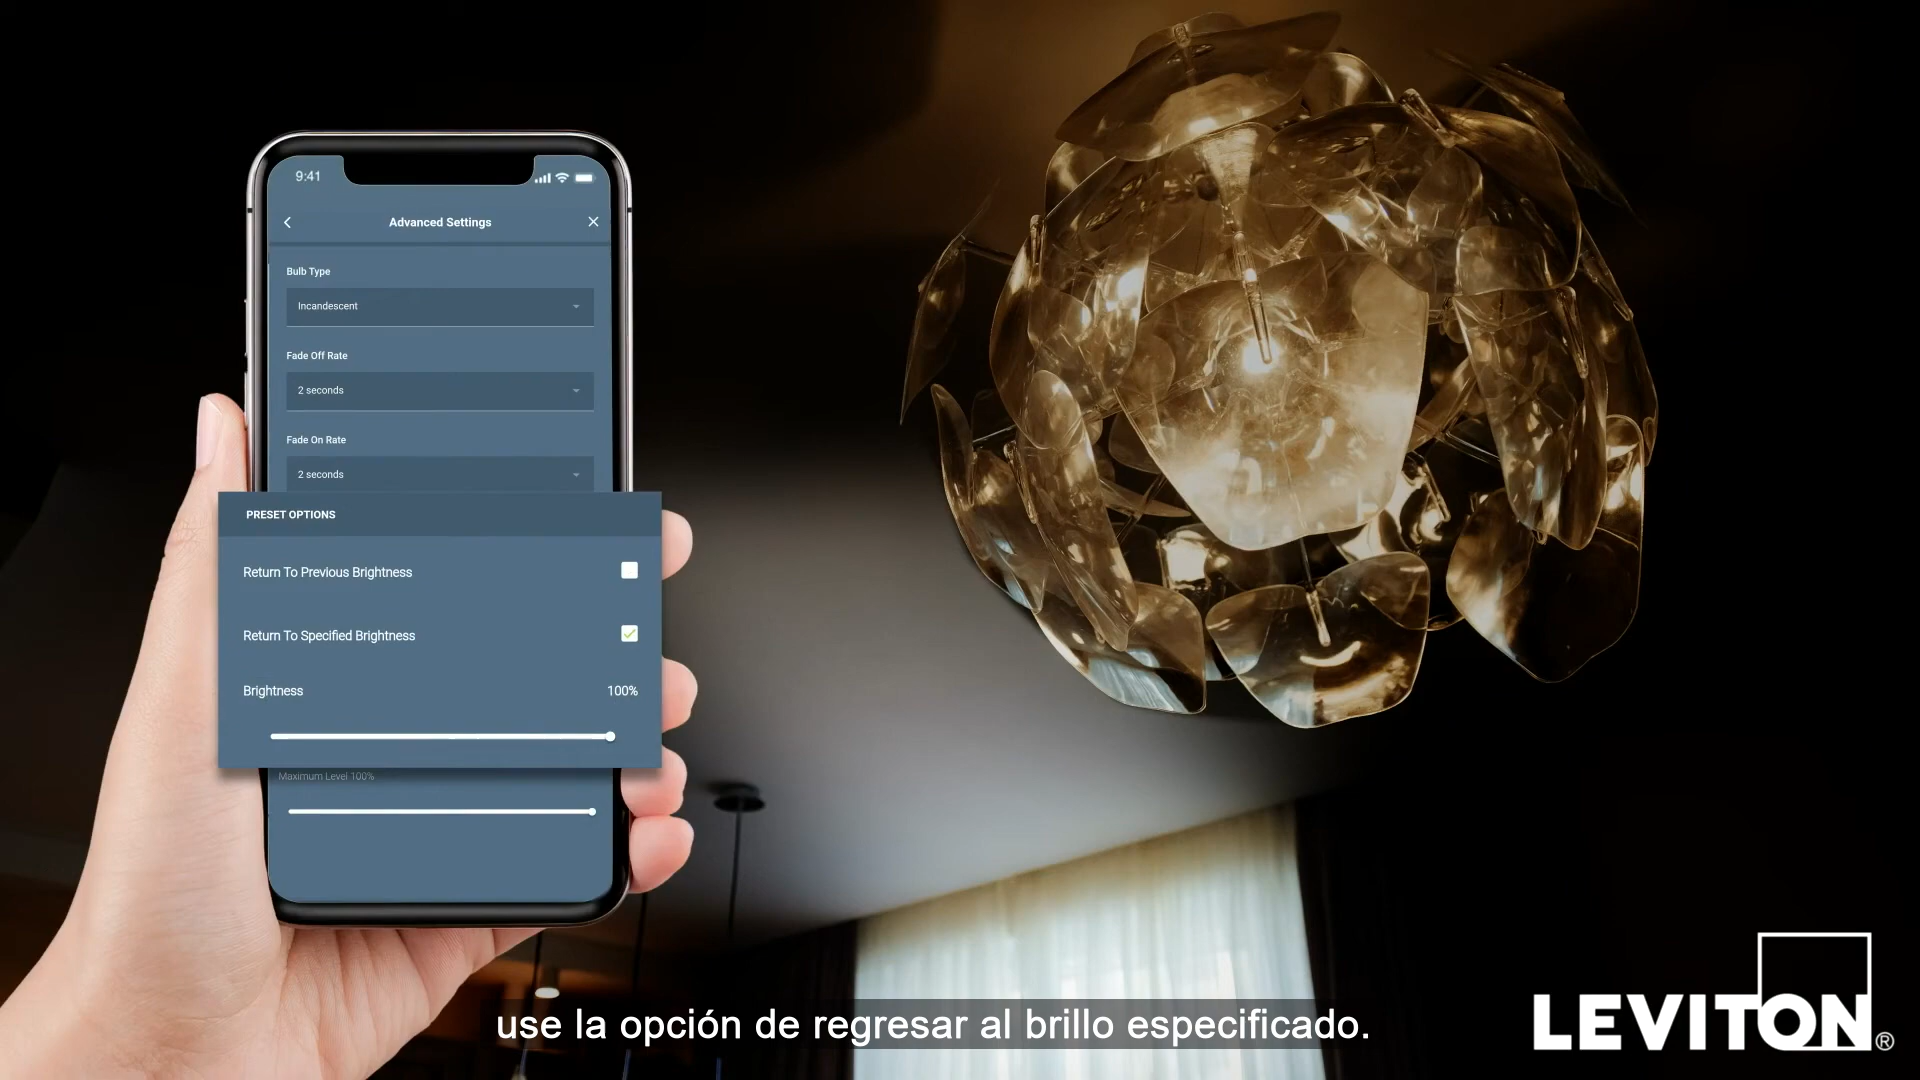 9:41
Advanced Settings
Bulb Type
Incandescent
Fade Off Rate
2 seconds
Fade On Rate
2 seconds
PRESET OPTIONS
Return To Previous Brightness
Return To Specified Brightness
Brightness 100%
Maximum Level 100%
use la opción de regresar al brillo especificado.
LEVITON®